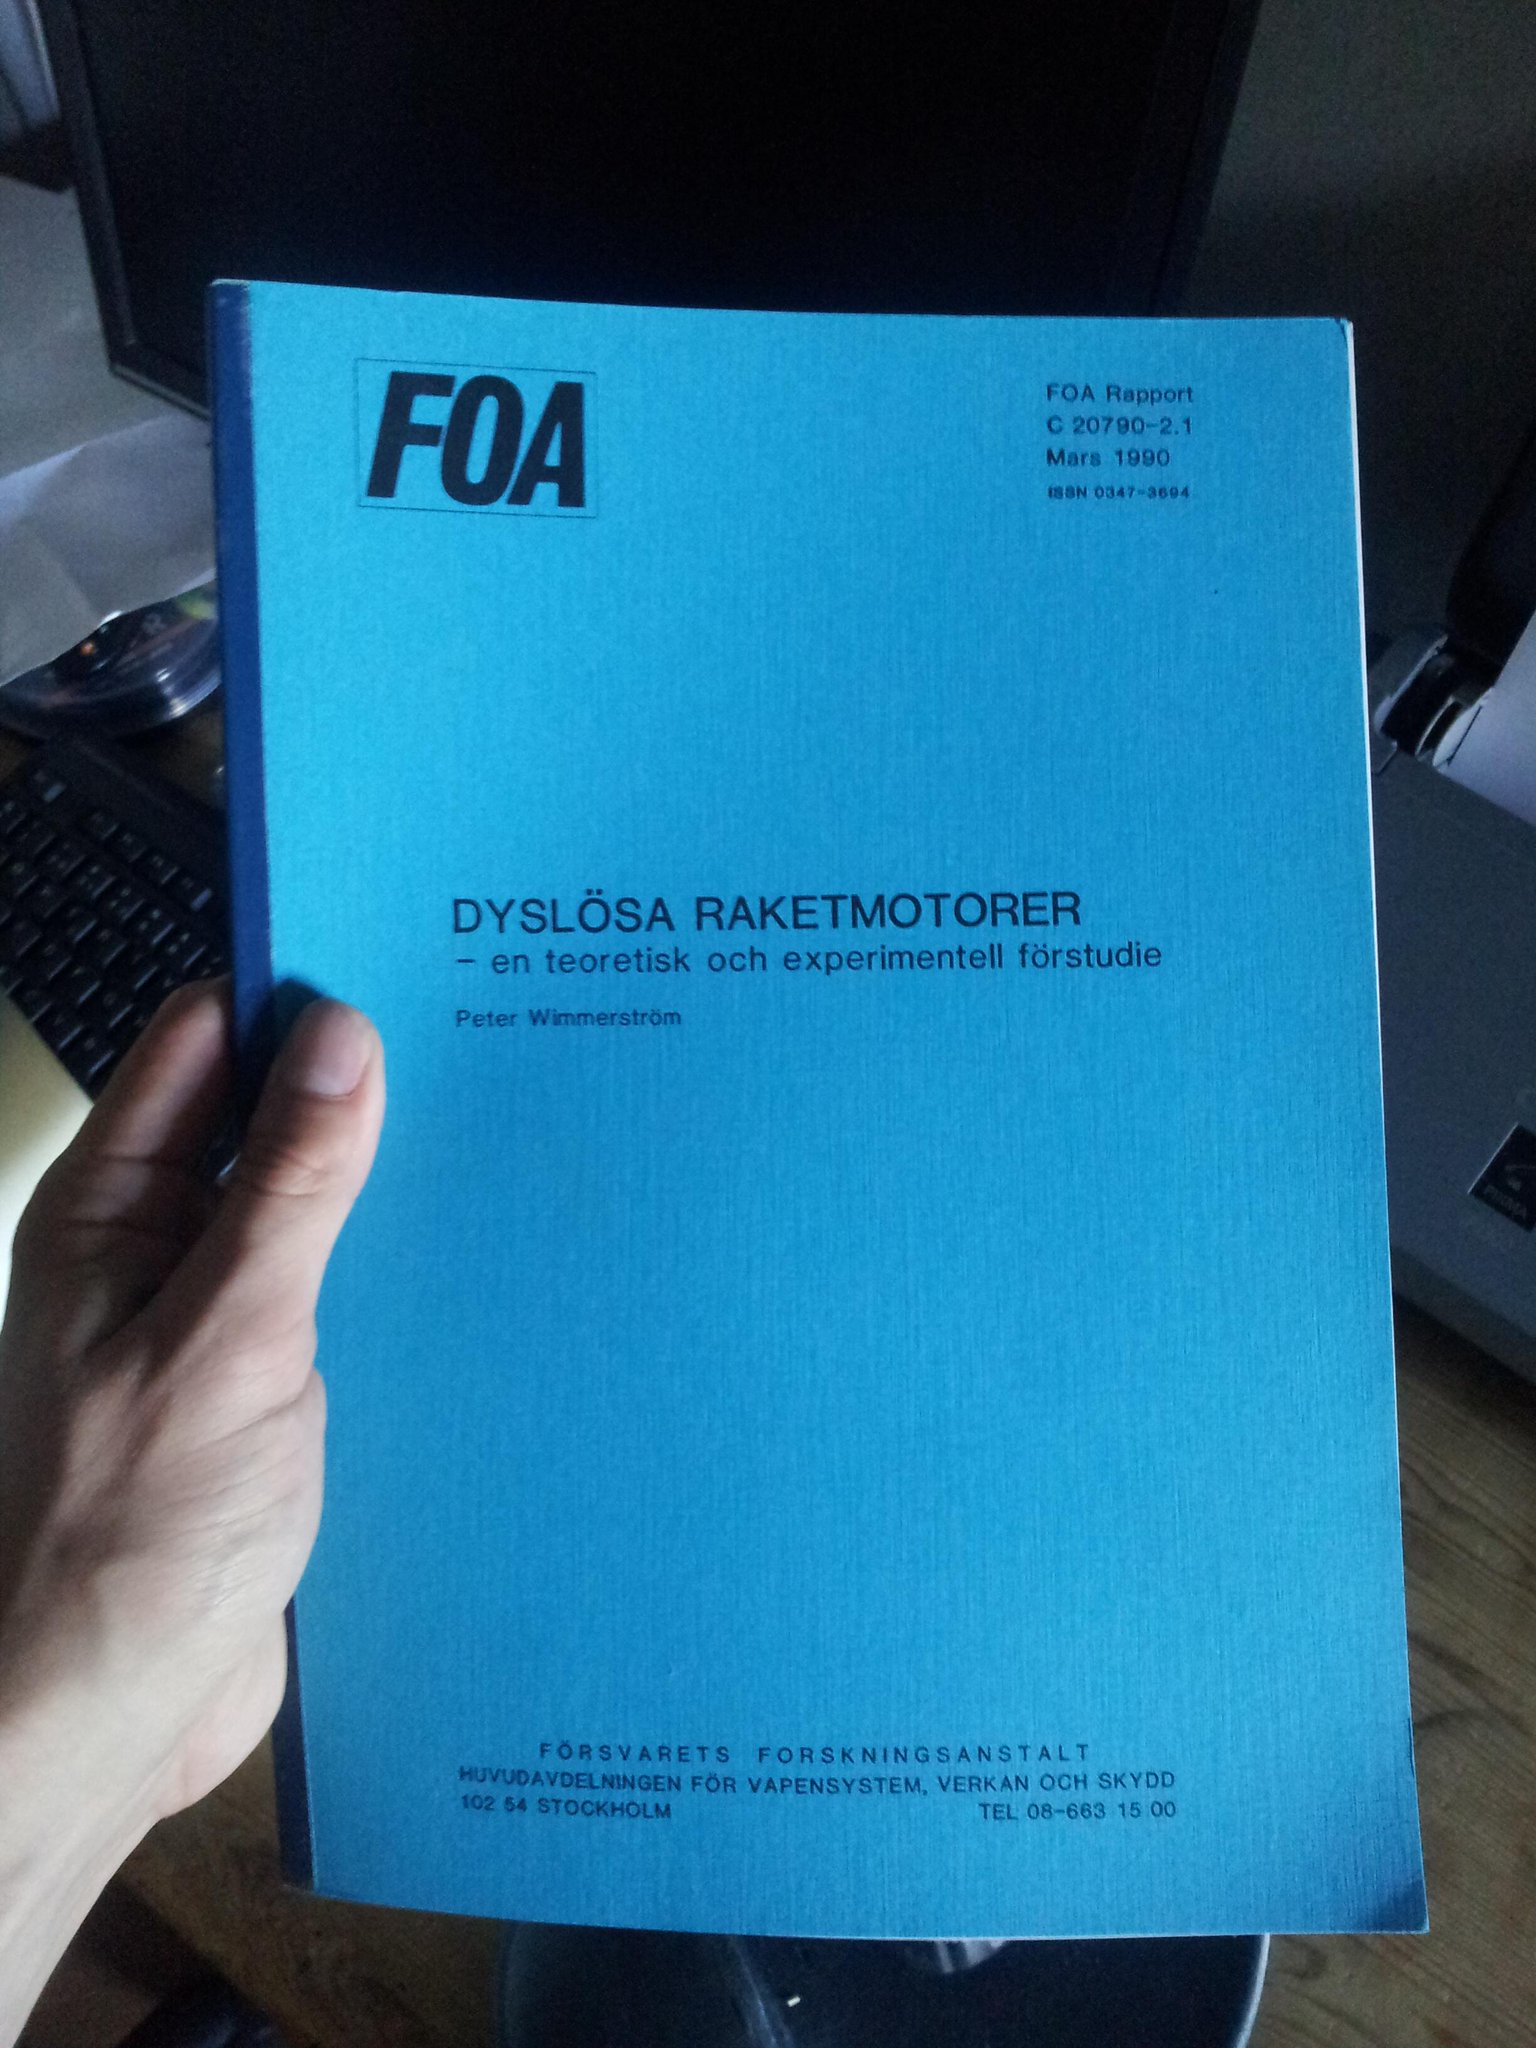 FOA
FOA Rapport
C 20790-2.1
Mars 1990
ISSN 0347-3694
DYSLÖSA RAKETMOTORER
- en teoretisk och experimentell förstudie
Peter Wimmerström
FÖRSVARETS FORSKNINGSANSTALT
HUVUDAVDELNINGEN FÖR VAPENSYSTEM, VERKAN OCH SKYDD
102 54 STOCKHOLM TEL 08-663 15 00